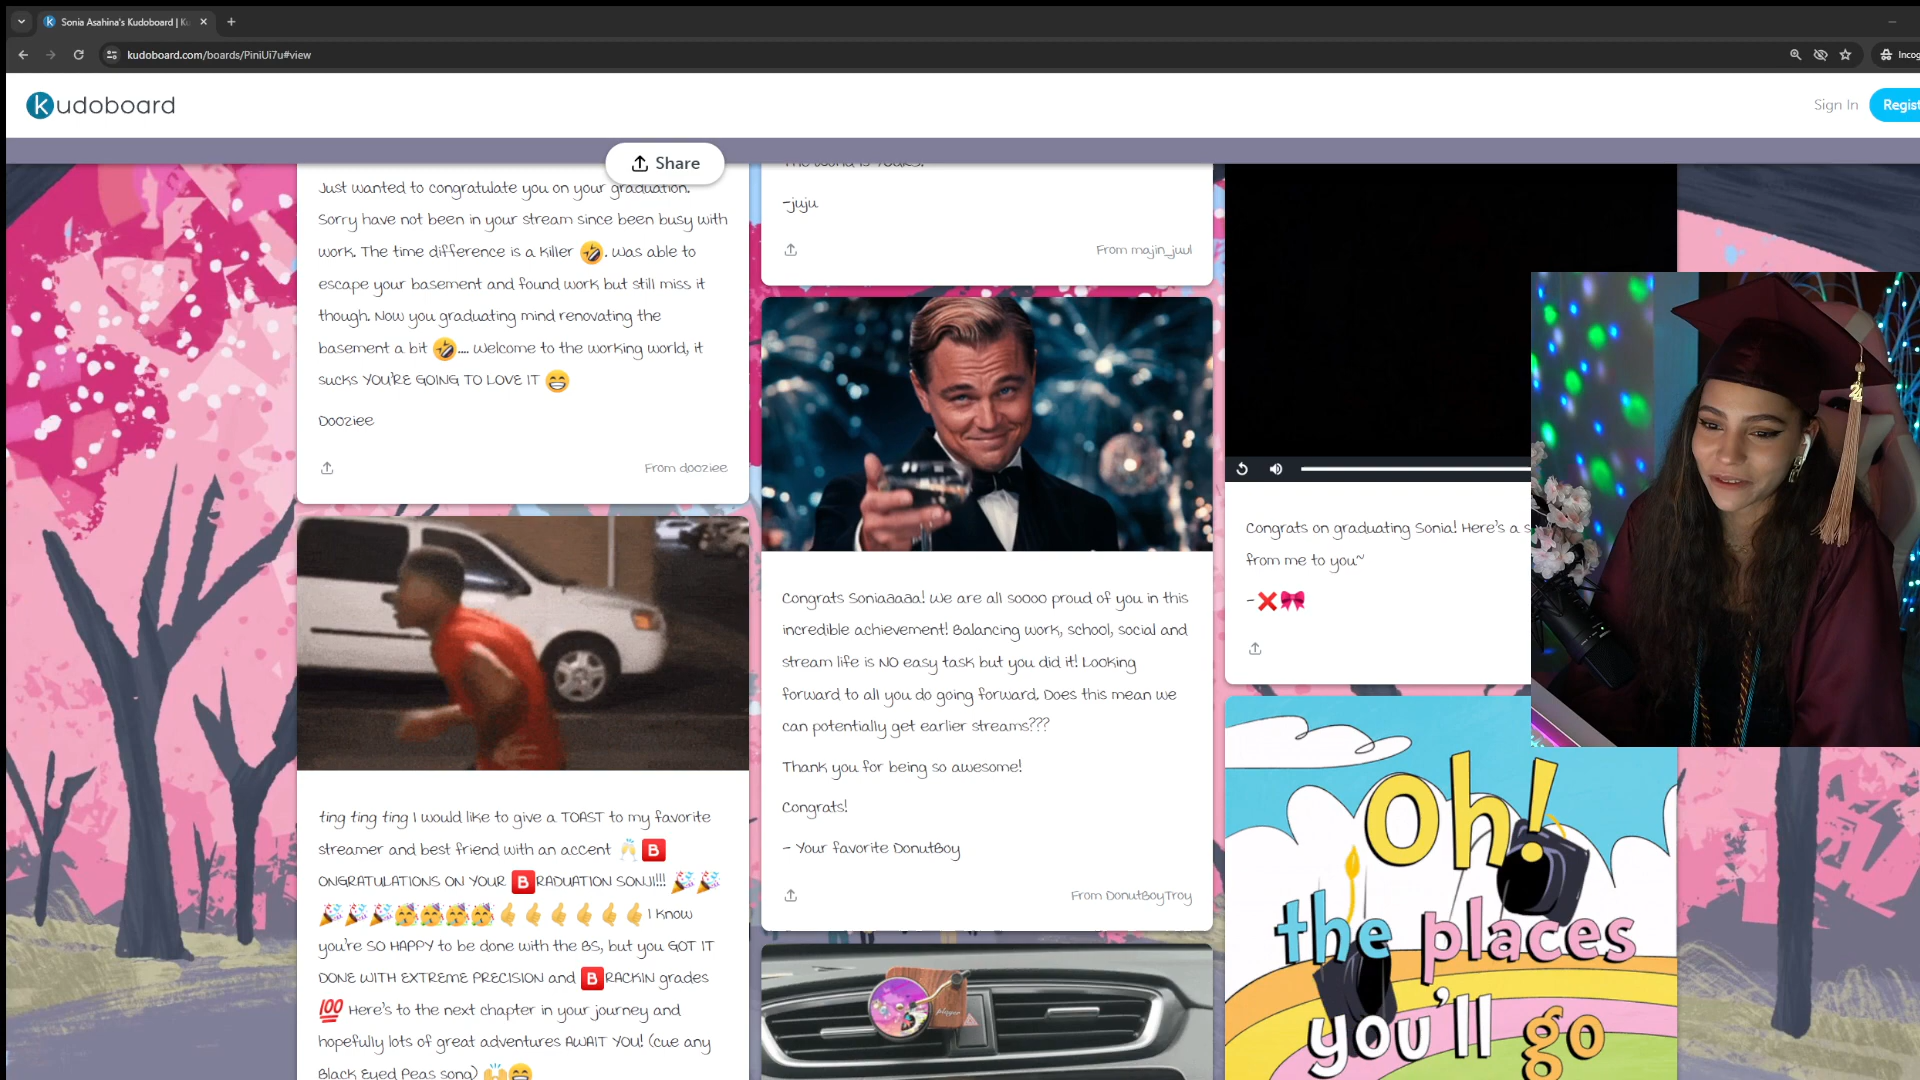 Sonia Asahina's Kudoboard | K
kudoboard.com/boards/PiniUi7u#view
Incog
kudoboard
Sign In
Regist
Share
Just wanted to congratulate you on your graduation.
Sorry have not been in your stream since been busy with
work. The time difference is a killer 🤣. Was able to
escape your basement and found work but still miss it
though. Now you graduating mind renovating the
basement a bit 🤣.... Welcome to the working world, it
sucks YOU'RE GOING TO LOVE IT 😁
Dooziee
From dooziee
ting ting ting I would like to give a TOAST to my favorite
streamer and best friend with an accent 🥂 🅱️
ONGRATULATIONS ON YOUR 🅱️RADUATION SONJI!!! 🎉🎉
🎉🎉🎉🥳🥳🥳🥳🤙🤙🤙🤙🤙🤙 I know
you're SO HAPPY to be done with the BS, but you GOT IT
DONE WITH EXTREME PRECISION and 🅱️RACKIN grades
💯 Here's to the next chapter in your journey and
hopefully lots of great adventures AWAIT YOU! (cue any
Black Eyed Peas song) 🙌😁
The World is YOURS.
-juju
From majin_juul
Congrats Soniaaaaa! We are all soooo proud of you in this
incredible achievement! Balancing work, school, social and
stream life is NO easy task but you did it! Looking
forward to all you do going forward. Does this mean we
can potentially get earlier streams???
Thank you for being so awesome!
Congrats!
- Your favorite DonutBoy
From DonutBoyTroy
Congrats on graduating Sonia! Here's a s
from me to you~
- ❌🎀
Oh!
the places
you'll go